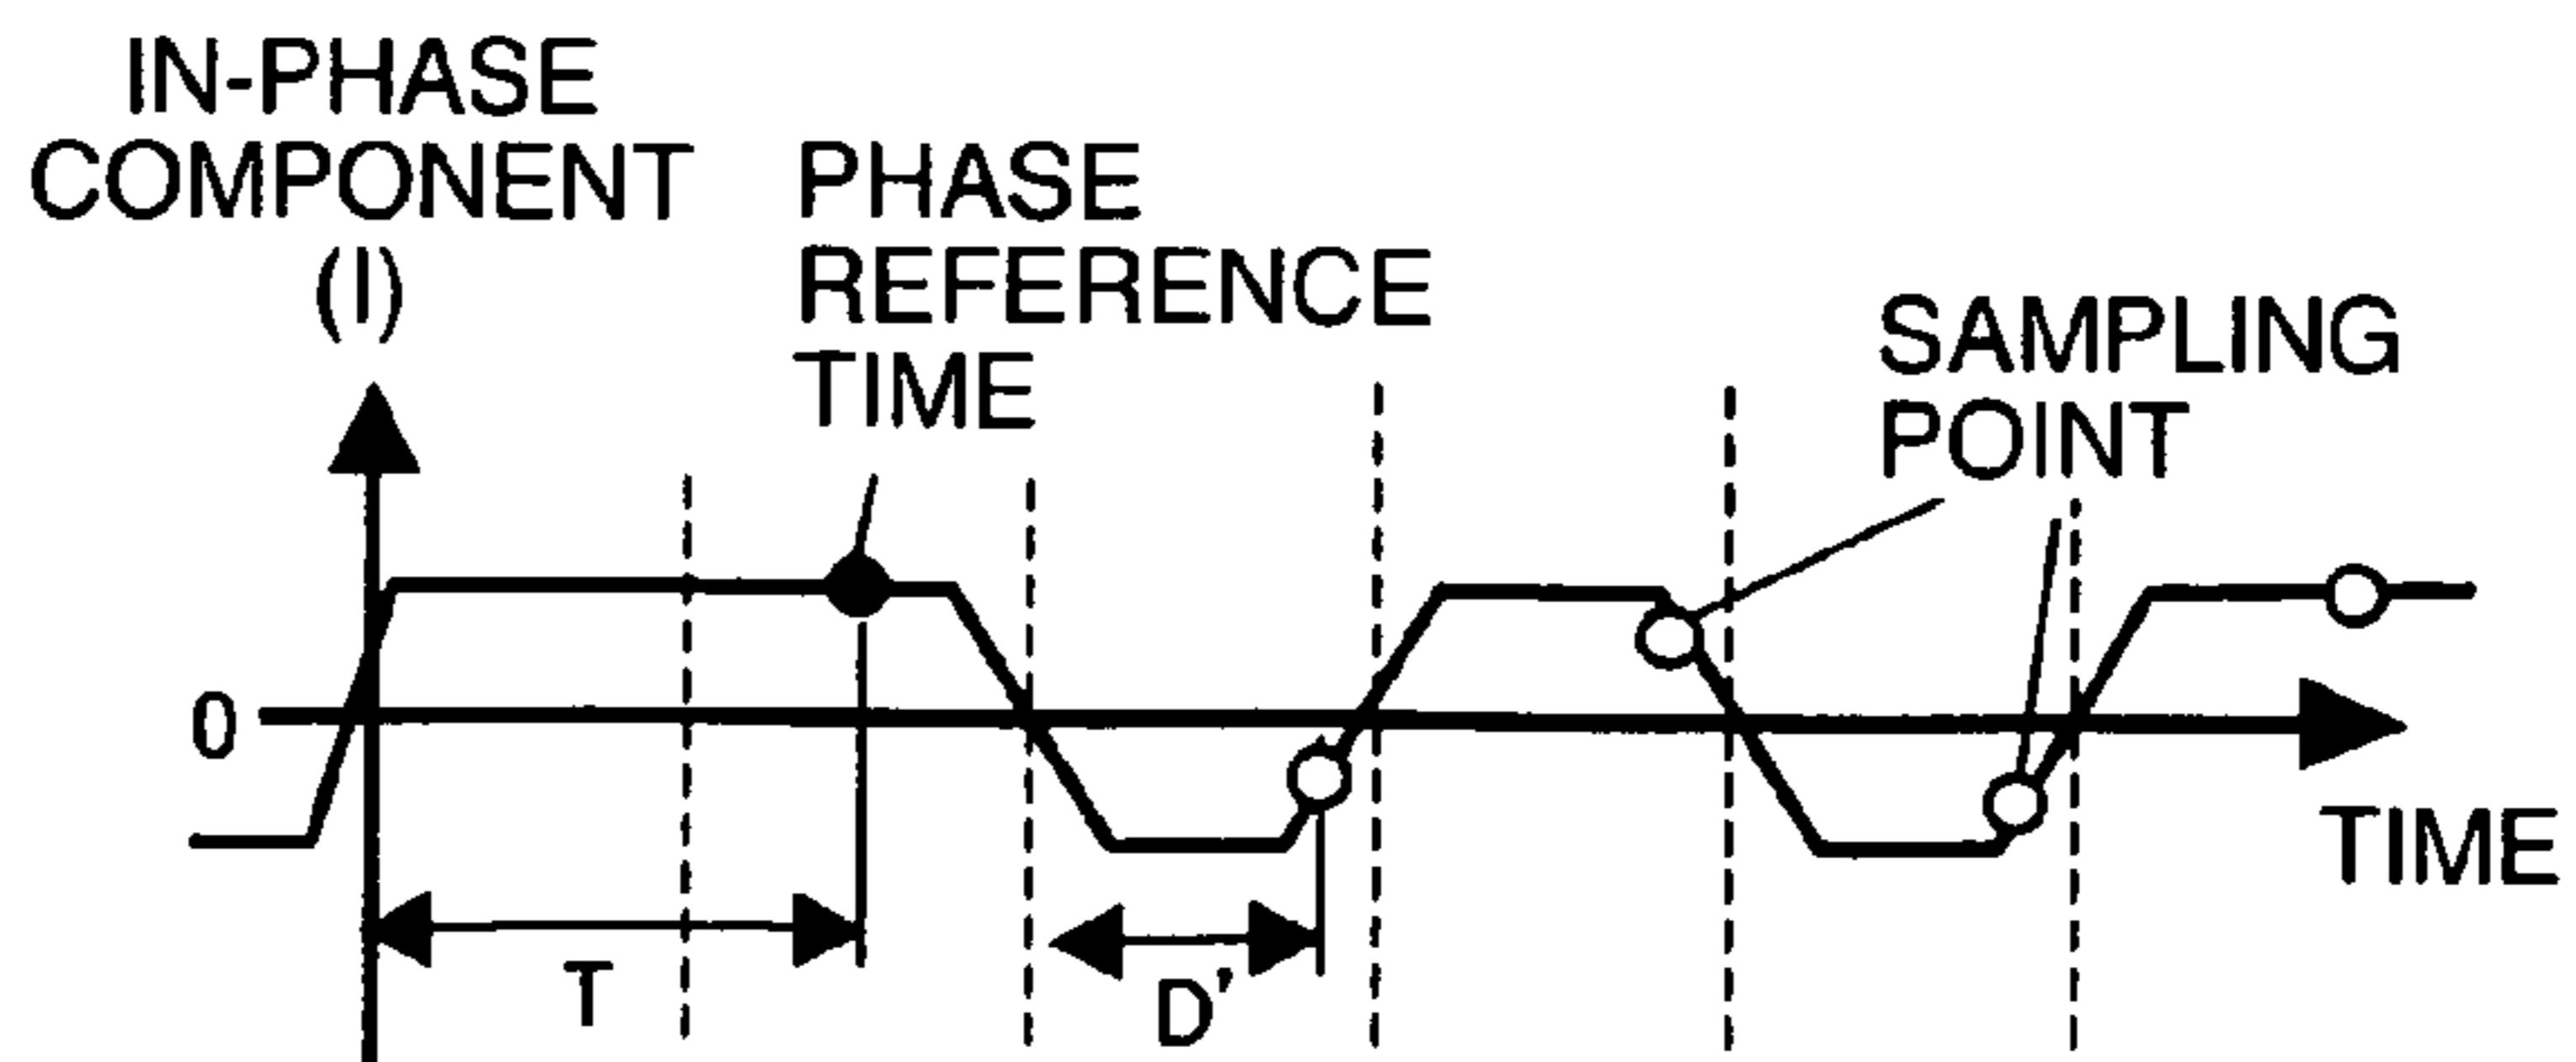 IN-PHASE
COMPONENT
(I)
PHASE
REFERENCE
TIME
SAMPLING
POINT
0
TIME
T
D'